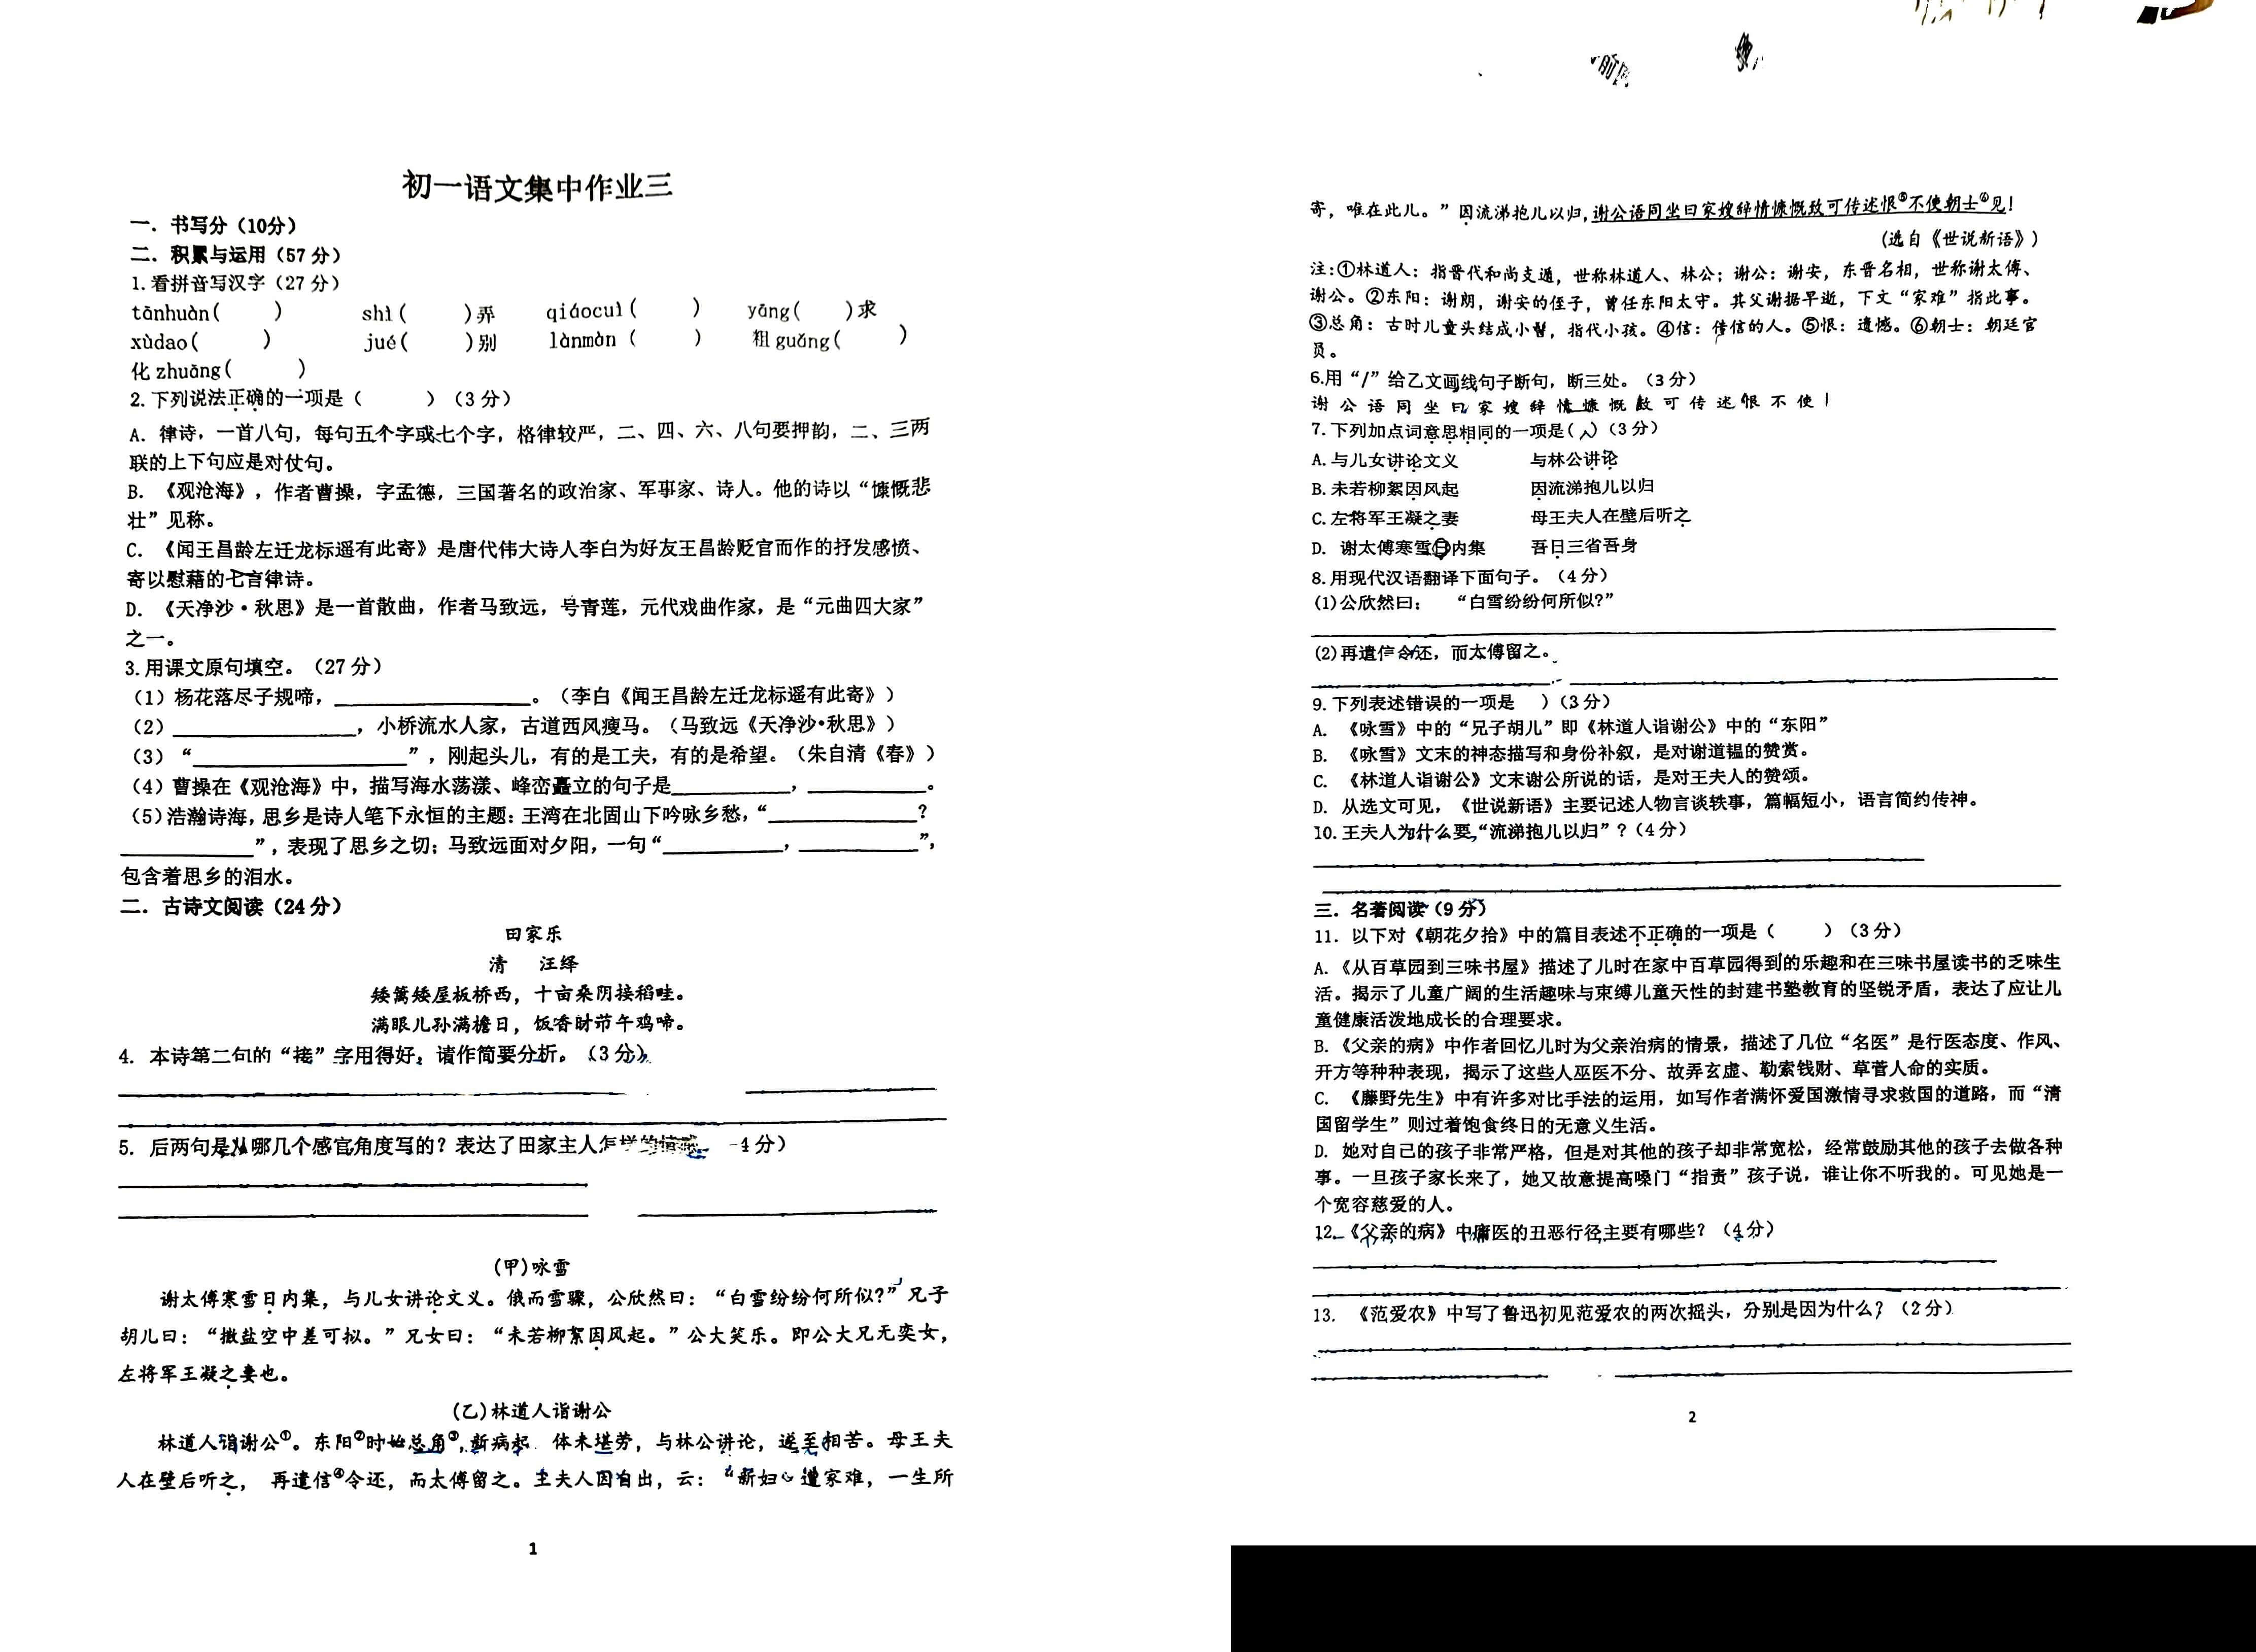 初一语文集中作业三
一．书写分（10分）
二．积累与运用（57分）
1.看拼音写汉字（27分）
tānhuàn(　　) shì(　　)弄 qiáocuì(　　) yāng(　　)求
xùdao(　　) jué(　　)别 lànmàn（　　) 粗guǎng(　　)
化zhuāng(　　)
2.下列说法正确的一项是（　　）（3分）
A．律诗，一首八句，每句五个字或七个字，格律较严，二、四、六、八句要押韵，二、三两
联的上下句应是对仗句。
B．《观沧海》，作者曹操，字孟德，三国著名的政治家、军事家、诗人。他的诗以“慷慨悲
壮”见称。
C．《闻王昌龄左迁龙标遥有此寄》是唐代伟大诗人李白为好友王昌龄贬官而作的抒发感愤、
寄以慰藉的七言律诗。
D．《天净沙·秋思》是一首散曲，作者马致远，号青莲，元代戏曲作家，是“元曲四大家”
之一。
3.用课文原句填空。（27分）
（1）杨花落尽子规啼，________。（李白《闻王昌龄左迁龙标遥有此寄》）
（2）________，小桥流水人家，古道西风瘦马。（马致远《天净沙·秋思》）
（3）“________”，刚起头儿，有的是工夫，有的是希望。（朱自清《春》）
（4）曹操在《观沧海》中，描写海水荡漾、峰峦矗立的句子是________，________。
（5）浩瀚诗海，思乡是诗人笔下永恒的主题：王湾在北固山下吟咏乡愁，“________？
________”，表现了思乡之切；马致远面对夕阳，一句“________，________”，
包含着思乡的泪水。
二．古诗文阅读（24分）
田家乐
清　汪绎
矮篱矮屋板桥西，十亩桑阴接稻畦。
满眼儿孙满檐日，饭香时节午鸡啼。
4．本诗第二句的“接”字用得好，请作简要分析。（3分）
5．后两句是从哪几个感官角度写的？表达了田家主人怎样的情感 4分）
(甲)咏雪
谢太傅寒雪日内集，与儿女讲论文义。俄而雪骤，公欣然曰：“白雪纷纷何所似？”兄子
胡儿曰：“撒盐空中差可拟。”兄女曰：“未若柳絮因风起。”公大笑乐。即公大兄无奕女，
左将军王凝之妻也。
(乙)林道人诣谢公
林道人诣谢公①。东阳②时始总角③，新病起　体未堪劳，与林公讲论，遂至相苦。母王夫
人在壁后听之，再遣信④令还，而太傅留之。王夫人因自出，云：“新妇少遭家难，一生所
1
寄，唯在此儿。”因流涕抱儿以归，谢公语同坐曰家嫂辞情慷慨致可传述恨⑤不使朝士⑥见！
(选自《世说新语》)
注：①林道人：指晋代和尚支遁，世称林道人、林公；谢公：谢安，东晋名相，世称谢太傅、
谢公。②东阳：谢朗，谢安的侄子，曾任东阳太守。其父谢据早逝，下文“家难”指此事。
③总角：古时儿童头结成小髻，指代小孩。④信：传信的人。⑤恨：遗憾。⑥朝士：朝廷官
员。
6.用“/”给乙文画线句子断句，断三处。（3分）
谢公语同坐曰家嫂辞情慷慨致可传述恨不使
7.下列加点词意思相同的一项是(　)（3分）
A.与儿女讲论文义　　与林公讲论
B.未若柳絮因风起　　因流涕抱儿以归
C.左将军王凝之妻　　母王夫人在壁后听之
D. 谢太傅寒雪日内集　　吾日三省吾身
8.用现代汉语翻译下面句子。（4分）
(1)公欣然曰：　“白雪纷纷何所似?”
(2)再遣信令还，而太傅留之。
9.下列表述错误的一项是　）（3分）
A. 《咏雪》中的“兄子胡儿”即《林道人诣谢公》中的“东阳”
B. 《咏雪》文末的神态描写和身份补叙，是对谢道韫的赞赏。
C. 《林道人诣谢公》文末谢公所说的话，是对王夫人的赞颂。
D. 从选文可见，《世说新语》主要记述人物言谈轶事，篇幅短小，语言简约传神。
10.王夫人为什么要“流涕抱儿以归”？（4分）
三．名著阅读（9分）
11．以下对《朝花夕拾》中的篇目表述不正确的一项是（　　）（3分）
A.《从百草园到三味书屋》描述了儿时在家中百草园得到的乐趣和在三味书屋读书的乏味生
活。揭示了儿童广阔的生活趣味与束缚儿童天性的封建书塾教育的坚锐矛盾，表达了应让儿
童健康活泼地成长的合理要求。
B.《父亲的病》中作者回忆儿时为父亲治病的情景，描述了几位“名医”是行医态度、作风、
开方等种种表现，揭示了这些人巫医不分、故弄玄虚、勒索钱财、草菅人命的实质。
C. 《藤野先生》中有许多对比手法的运用，如写作者满怀爱国激情寻求救国的道路，而“清
国留学生”则过着饱食终日的无意义生活。
D. 她对自己的孩子非常严格，但是对其他的孩子却非常宽松，经常鼓励其他的孩子去做各种
事。一旦孩子家长来了，她又故意提高嗓门“指责”孩子说，谁让你不听我的。可见她是一
个宽容慈爱的人。
12.《父亲的病》中庸医的丑恶行径主要有哪些？（4分）
13. 《范爱农》中写了鲁迅初见范爱农的两次摇头，分别是因为什么？（2分）
2